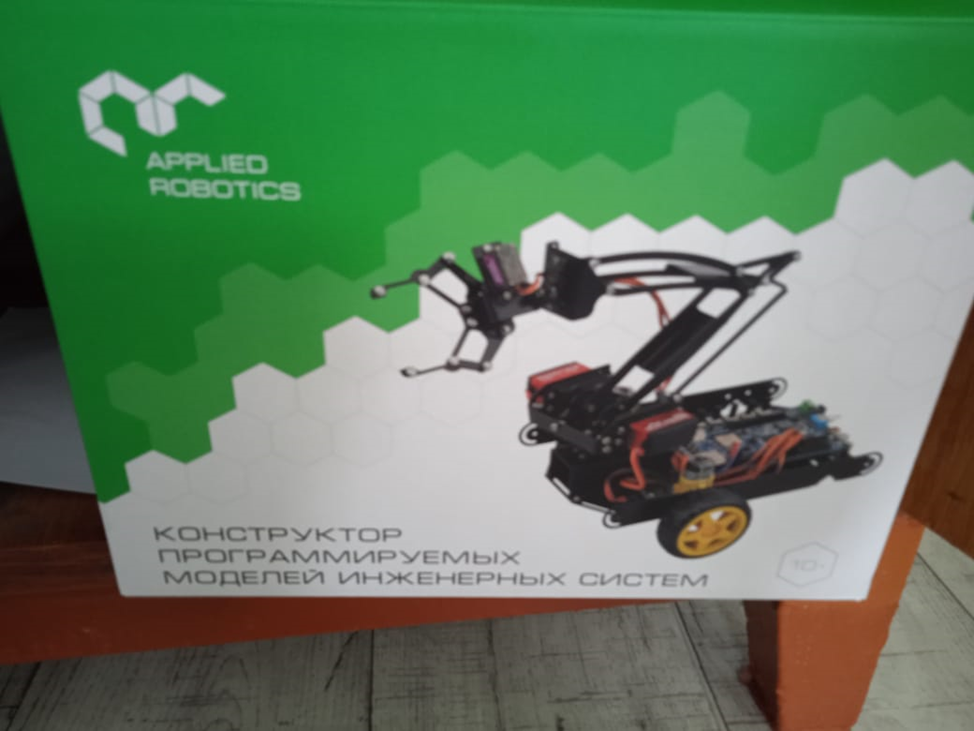 APPLIED
ROBOTICS
КОНСТРУКТОР
ПРОГРАММИРУЕМЫХ
МОДЕЛЕЙ ИНЖЕНЕРНЫХ СИСТЕМ